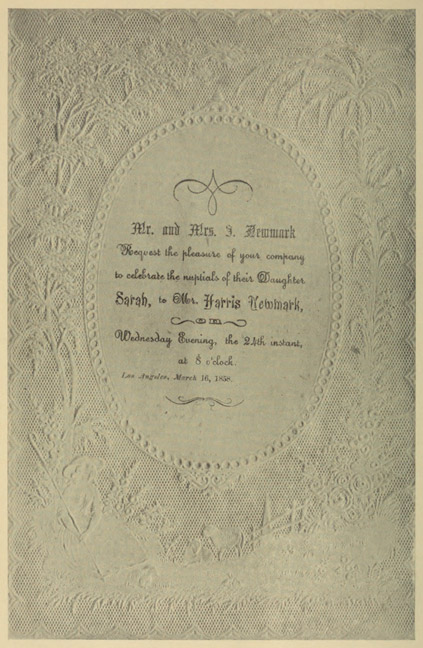 Mr. and Mrs. J. Newmark
Request the pleasure of your company
to celebrate the nuptials of their Daughter
Sarah, to Mr. Harris Newmark,
Wednesday Evening, the 24th instant,
at 8 o'clock.
Los Angeles, March 16, 1858.